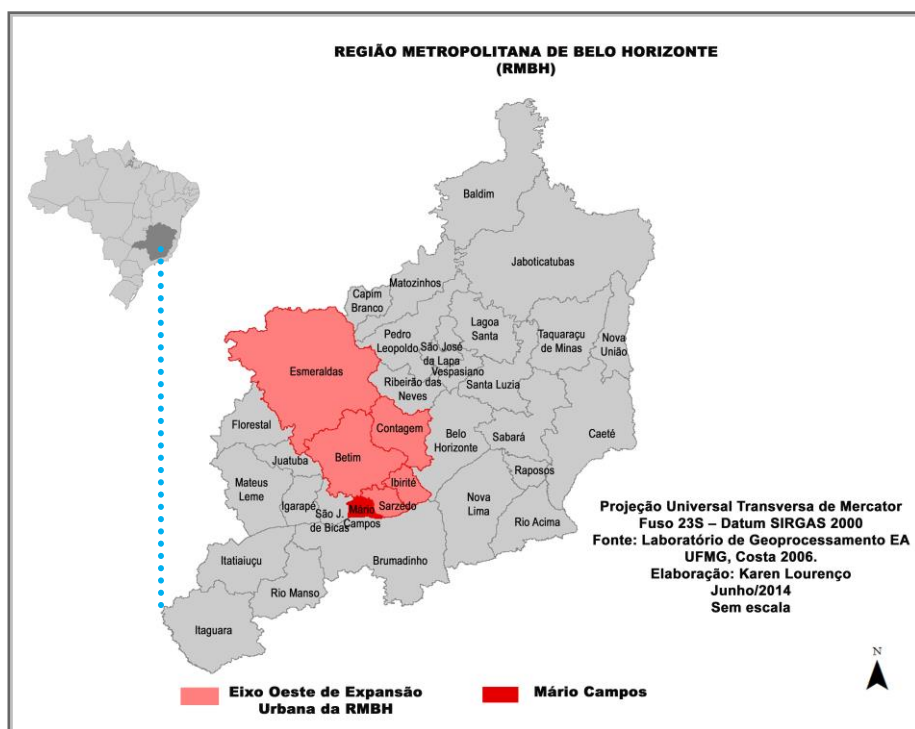 REGIÃO METROPOLITANA DE BELO HORIZONTE
(RMBH)
Baldim
Jaboticatubas
Matozinhos
Capim
Branco
Lagoa
Santa
Taquaraçu
de Minas
Nova
União
Pedro
Leopoldo
São José
da Lapa
Vespasiano
Esmeraldas
Ribeirão das
Neves
Santa Luzia
Florestal
Contagem
Belo
Horizonte
Sabará
Caeté
Juatuba
Betim
Mateus
Leme
Ibirité
Raposos
Igarapé
São J.
de Bicas
Mário
Campos
Sarzedo
Nova
Lima
Rio Acima
Brumadinho
Itatiaiuçu
Rio Manso
Itaguara
Projeção Universal Transversa de Mercator
Fuso 23S – Datum SIRGAS 2000
Fonte: Laboratório de Geoprocessamento EA
UFMG, Costa 2006.
Elaboração: Karen Lourenço
Junho/2014
Sem escala
N
Eixo Oeste de Expansão
Urbana da RMBH
Mário Campos